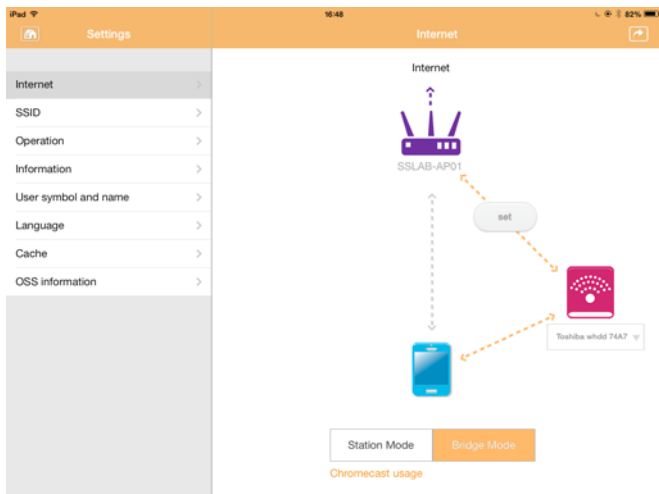 iPad 16:48 82%
Settings Internet
Internet
Internet
SSID
Operation
Information
SSLAB-AP01
User symbol and name
set
Language
Cache
OSS information
Toshiba whdd 74A7
Station Mode Bridge Mode
Chromecast usage